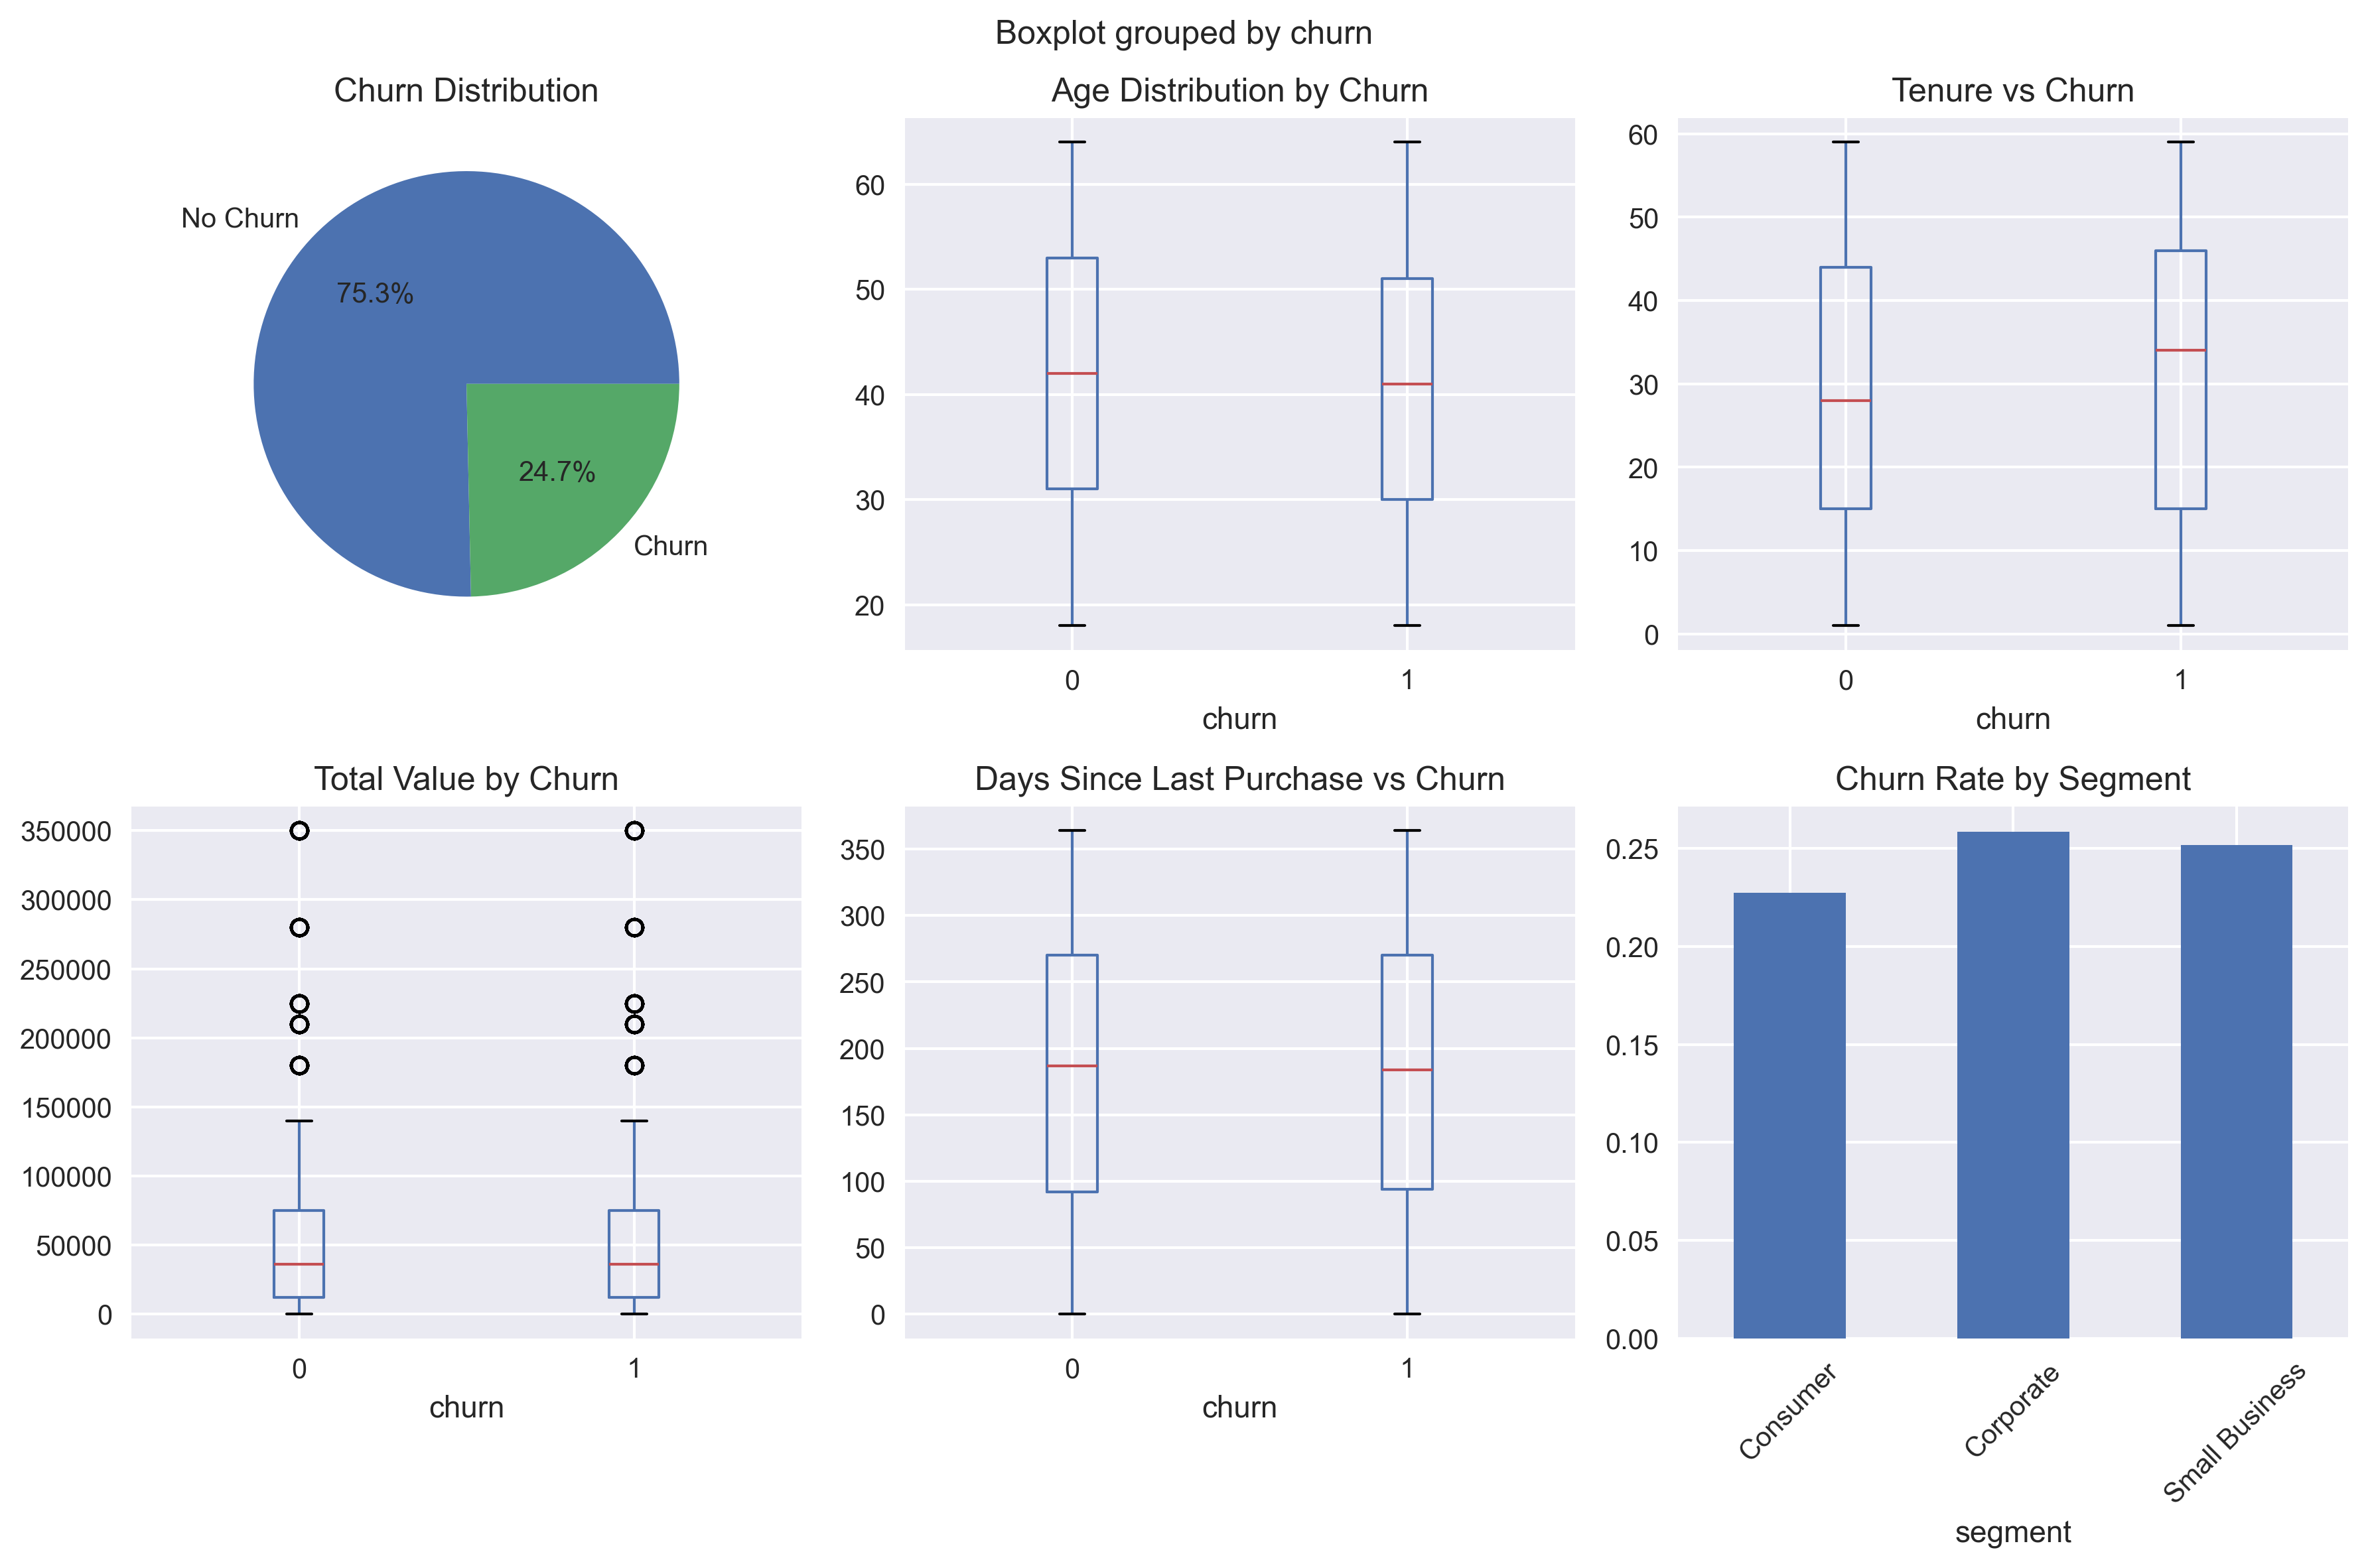 Boxplot grouped by churn
Churn Distribution
No Churn
75.3%
24.7%
Churn
Age Distribution by Churn
60
50
40
30
20
0 1
churn
Tenure vs Churn
60
50
40
30
20
10
0
0 1
churn
Total Value by Churn
350000
300000
250000
200000
150000
100000
50000
0
0 1
churn
Days Since Last Purchase vs Churn
350
300
250
200
150
100
50
0
0 1
churn
Churn Rate by Segment
0.25
0.20
0.15
0.10
0.05
0.00
Consumer
Corporate
Small Business
segment